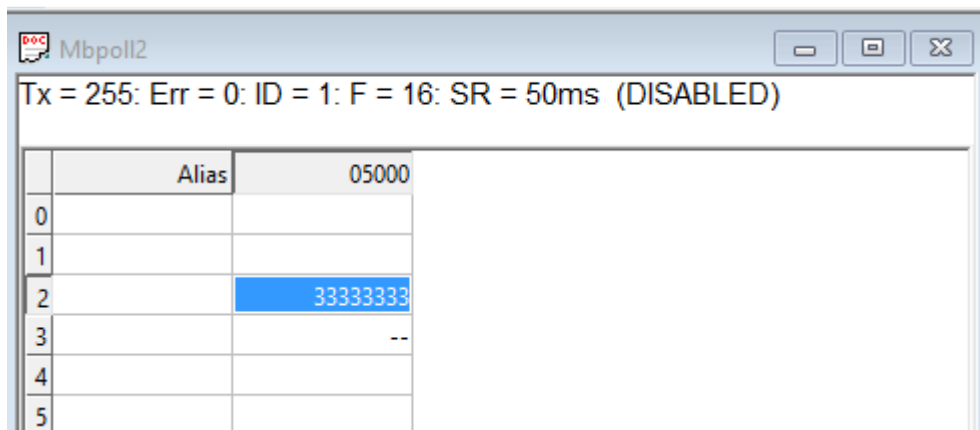 DOC Mbpoll2
Tx = 255: Err = 0: ID = 1: F = 16: SR = 50ms (DISABLED)
Alias 05000
0
1
2 33333333
3 --
4
5